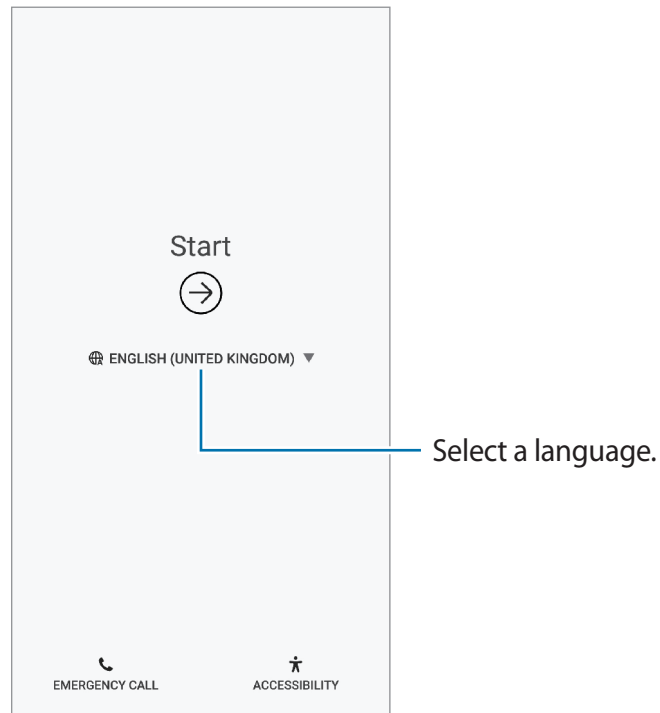 Start
ENGLISH (UNITED KINGDOM)
Select a language.
EMERGENCY CALL
ACCESSIBILITY